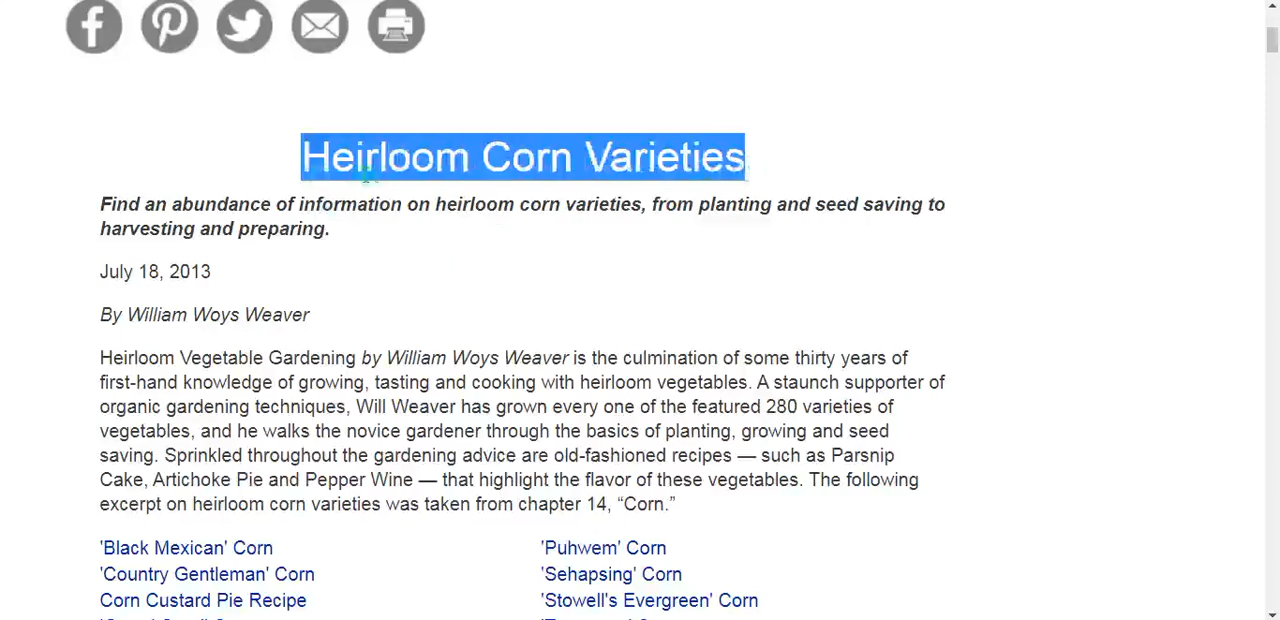 Heirloom Corn Varieties
Find an abundance of information on heirloom corn varieties, from planting and seed saving to
harvesting and preparing.
July 18, 2013
By William Woys Weaver
Heirloom Vegetable Gardening by William Woys Weaver is the culmination of some thirty years of
first-hand knowledge of growing, tasting and cooking with heirloom vegetables. A staunch supporter of
organic gardening techniques, Will Weaver has grown every one of the featured 280 varieties of
vegetables, and he walks the novice gardener through the basics of planting, growing and seed
saving. Sprinkled throughout the gardening advice are old-fashioned recipes — such as Parsnip
Cake, Artichoke Pie and Pepper Wine — that highlight the flavor of these vegetables. The following
excerpt on heirloom corn varieties was taken from chapter 14, “Corn.”
'Black Mexican' Corn
'Country Gentleman' Corn
Corn Custard Pie Recipe
'Puhwem' Corn
'Sehapsing' Corn
'Stowell's Evergreen' Corn